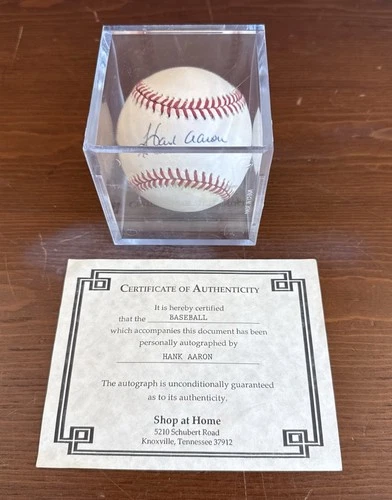 Hank Aaron
CERTIFICATE OF AUTHENTICITY
It is hereby certified
that the BASEBALL
which accompanies this document has been
personally autographed by
HANK AARON
The autograph is unconditionally guaranteed
as to its authenticity.
Shop at Home
5210 Schubert Road
Knoxville, Tennessee 37912